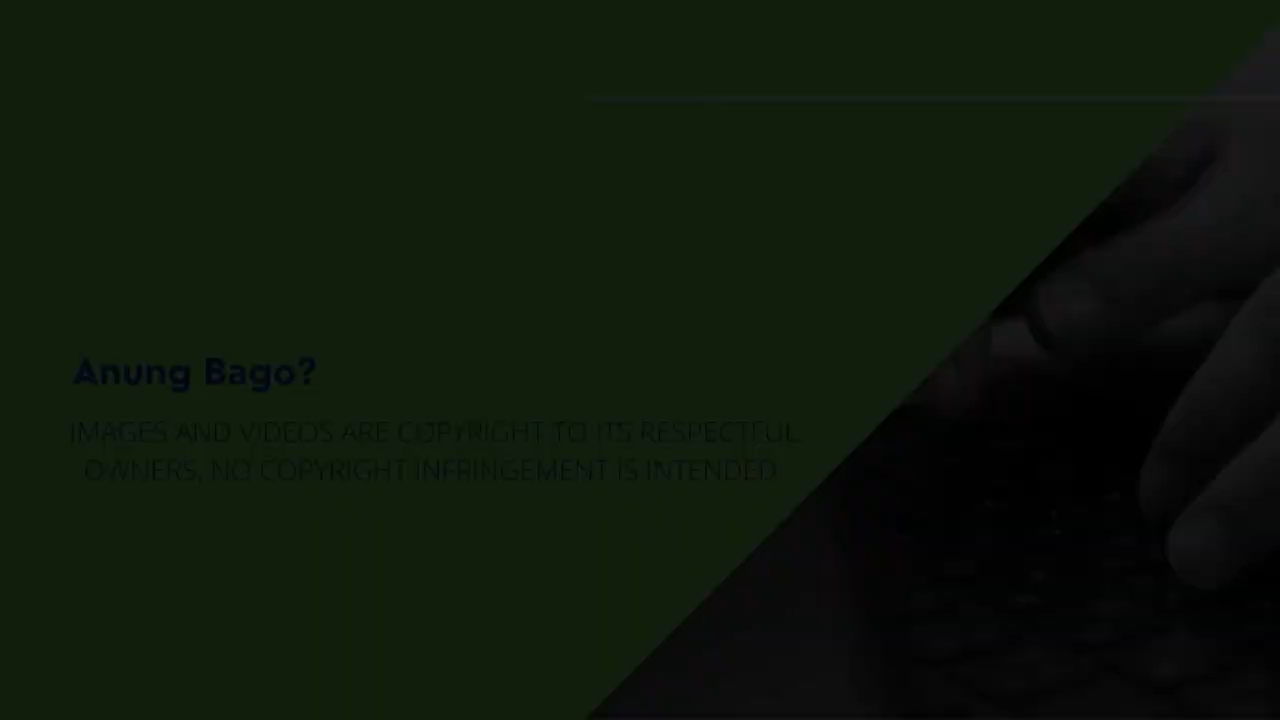 Anung Bago?
IMAGES AND VIDEOS ARE COPYRIGHT TO ITS RESPECTFUL
OWNERS, NO COPYRIGHT INFRINGEMENT IS INTENDED